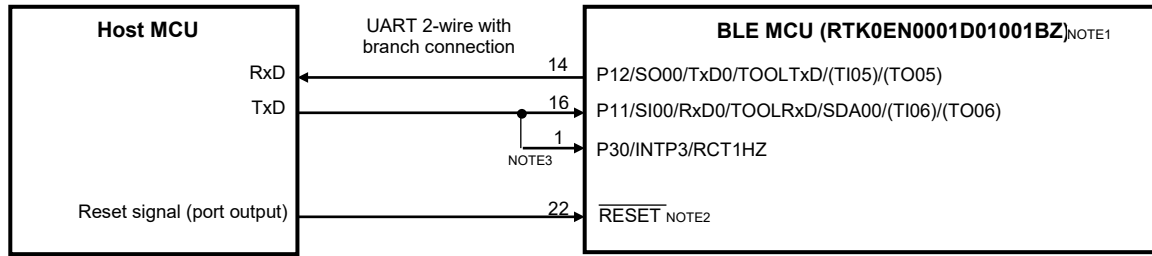 Host MCU
UART 2-wire with
branch connection
BLE MCU (RTK0EN0001D01001BZ)NOTE1
RxD
14
P12/SO00/TxD0/TOOLTxD/(TI05)/(TO05)
TxD
16
P11/SI00/RxD0/TOOLRxD/SDA00/(TI06)/(TO06)
1
NOTE3
P30/INTP3/RCT1HZ
Reset signal (port output)
22
RESET NOTE2